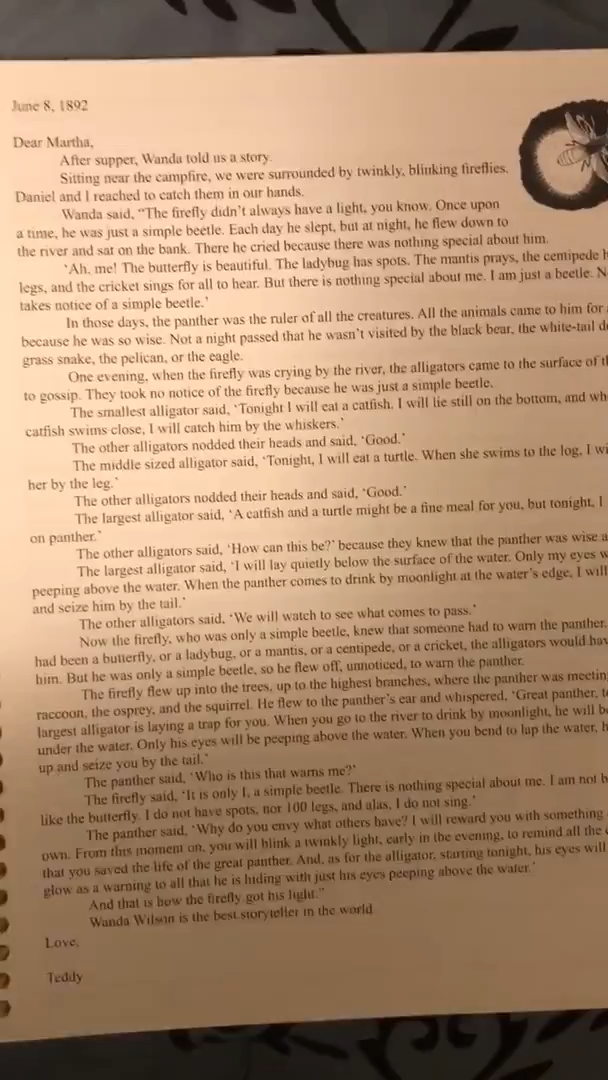 June 8, 1892
Dear Martha,
After supper, Wanda told us a story.
Sitting near the campfire, we were surrounded by twinkly, blinking fireflies.
Daniel and I reached to catch them in our hands.
Wanda said, "The firefly didn't always have a light, you know. Once upon
a time, he was just a simple beetle. Each day he slept, but at night, he flew down to
the river and sat on the bank. There he cried because there was nothing special about him.
'Ah, me! The butterfly is beautiful. The ladybug has spots. The mantis prays, the centipede
legs, and the cricket sings for all to hear. But there is nothing special about me. I am just a beetle.
takes notice of a simple beetle.'
In those days, the panther was the ruler of all the creatures. All the animals came to him for
because he was so wise. Not a night passed that he wasn't visited by the black bear, the white-tail
grass snake, the pelican, or the eagle.
One evening, when the firefly was crying by the river, the alligators came to the surface of
to gossip. They took no notice of the firefly because he was just a simple beetle.
The smallest alligator said, 'Tonight I will eat a catfish. I will lie still on the bottom, and
catfish swims close, I will catch him by the whiskers.'
The other alligators nodded their heads and said, 'Good.'
The middle sized alligator said, 'Tonight, I will eat a turtle. When she swims to the log, I
her by the leg.'
The other alligators nodded their heads and said, 'Good.'
The largest alligator said, 'A catfish and a turtle might be a fine meal for you, but tonight, I
on panther.'
The other alligators said, 'How can this be?' because they knew that the panther was wise
The largest alligator said, 'I will lay quietly below the surface of the water. Only my eyes
peeping above the water. When the panther comes to drink by moonlight at the water's edge, I will
and seize him by the tail.'
The other alligators said, 'We will watch to see what comes to pass.'
Now the firefly, who was only a simple beetle, knew that someone had to warn the panther.
had been a butterfly, or a ladybug, or a mantis, or a centipede, or a cricket, the alligators would
him. But he was only a simple beetle, so he flew off, unnoticed, to warn the panther.
The firefly flew up into the trees, up to the highest branches, where the panther was
raccoon, the osprey, and the squirrel. He flew to the panther's ear and whispered, 'Great panther,
largest alligator is laying a trap for you. When you go to the river to drink by moonlight, he will
under the water. Only his eyes will be peeping above the water. When you bend to lap the water,
up and seize you by the tail.'
The panther said, 'Who is this that warns me?'
The firefly said, 'It is only I, a simple beetle. There is nothing special about me. I am not
like the butterfly. I do not have spots, nor 100 legs, and alas, I do not sing.'
The panther said, 'Why do you envy what others have? I will reward you with something
own. From this moment on, you will blink a twinkly light, early in the evening, to remind all the
that you saved the life of the great panther. And, as for the alligator, starting tonight, his eyes will
glow as a warning to all that he is hiding with just his eyes peeping above the water.'
And that is how the firefly got his light."
Wanda Wilson is the best storyteller in the world
Love,
Teddy